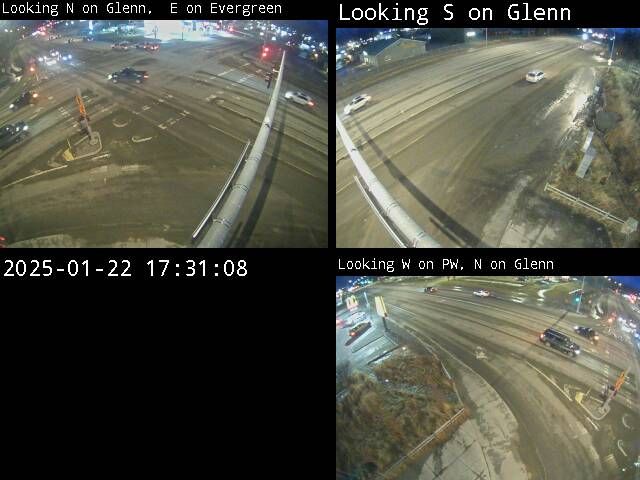 Looking N on Glenn,  E on Evergreen
Looking S on Glenn
2025-01-22 17:31:08
Looking W on PW, N on Glenn